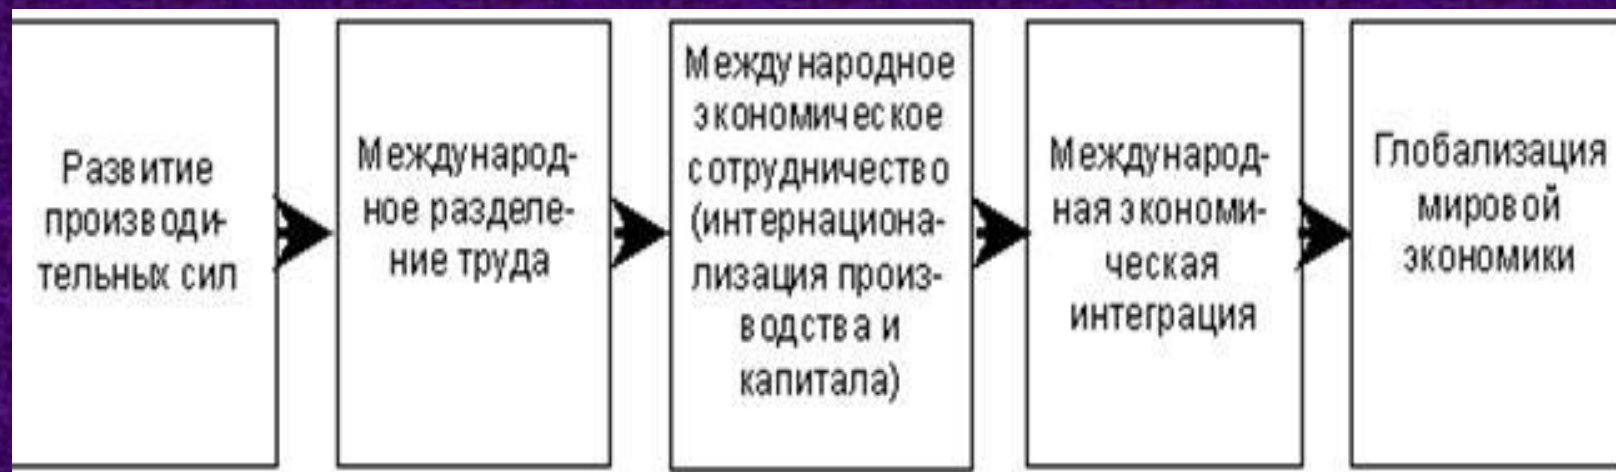 Развитие
производи-
тельных сил
Международ-
ное разделе-
ние труда
Международное
экономическое
сотрудничество
(интернациона-
лизация произ-
водства и
капитала)
Международ-
ная экономи-
ческая
интеграция
Глобализация
мировой
экономики